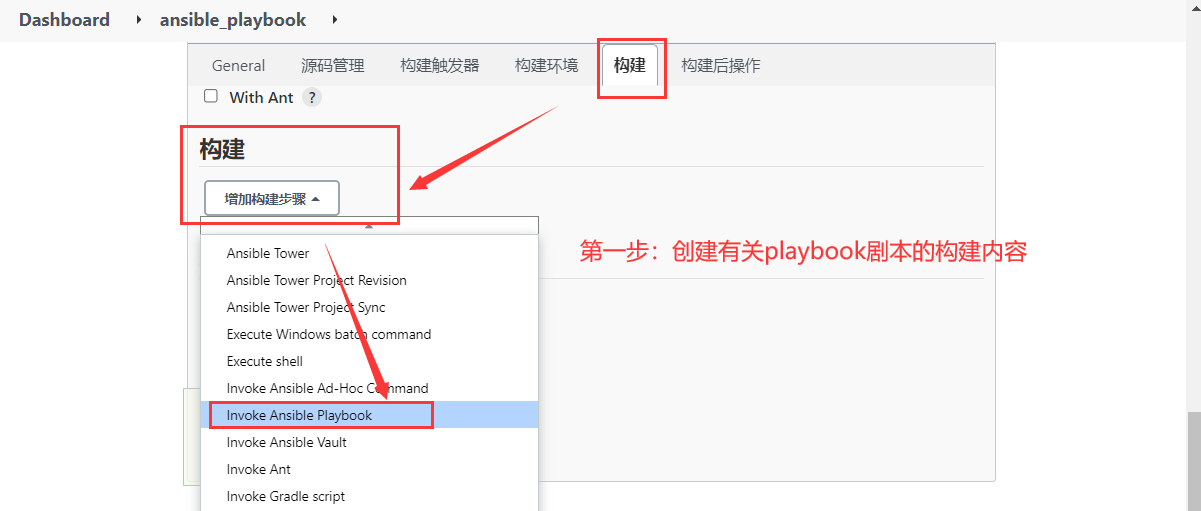 Dashboard ansible_playbook
General 源码管理 构建触发器 构建环境 构建 构建后操作
With Ant ?
构建
增加构建步骤
第一步：创建有关playbook剧本的构建内容
Ansible Tower
Ansible Tower Project Revision
Ansible Tower Project Sync
Execute Windows batch command
Execute shell
Invoke Ansible Ad-Hoc Command
Invoke Ansible Playbook
Invoke Ansible Vault
Invoke Ant
Invoke Gradle script